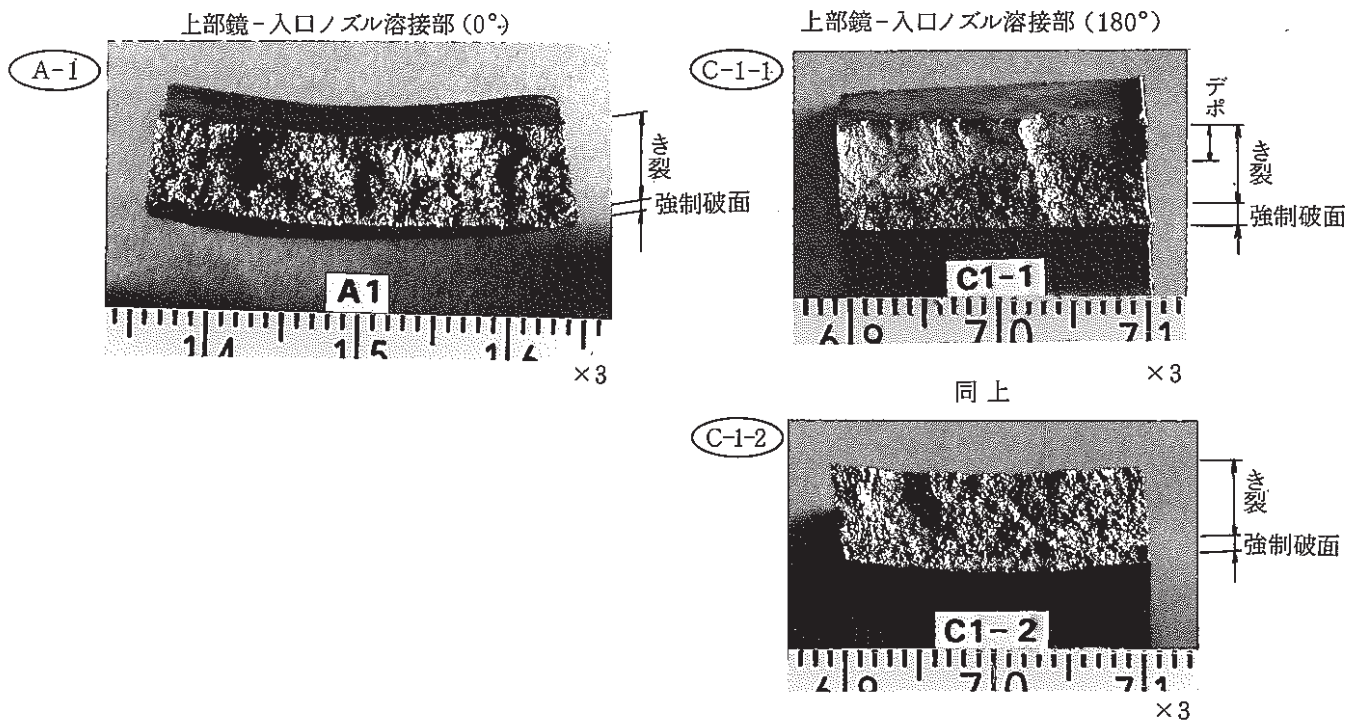 上部鏡-入口ノズル溶接部(0°)
A-1
き裂
強制破面
A1
14 15 16
×3
上部鏡-入口ノズル溶接部(180°)
C-1-1
デポ
き裂
強制破面
C1-1
69 70 71
×3
同上
C-1-2
き裂
強制破面
C1-2
69 70 71
×3